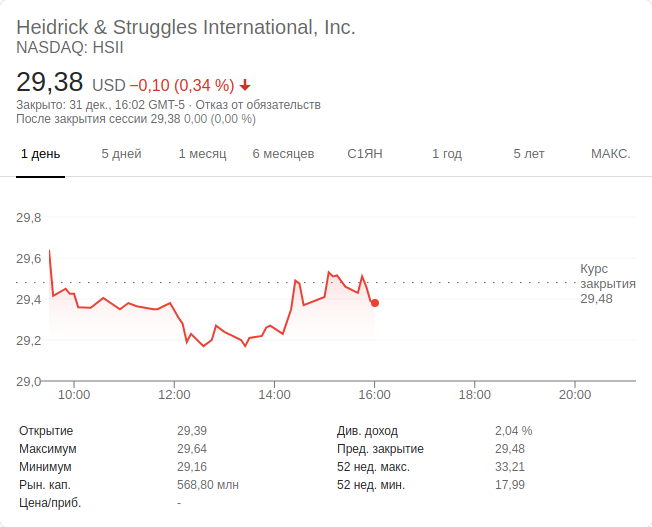 Heidrick & Struggles International, Inc.
NASDAQ: HSII
29,38 USD −0,10 (0,34 %)
Закрыто: 31 дек., 16:02 GMT-5 · Отказ от обязательств
После закрытия сессии 29,38 0,00 (0,00 %)
1 день 5 дней 1 месяц 6 месяцев С1ЯН 1 год 5 лет МАКС.
29,8
29,6
29,4
29,2
29,0
Курс
закрытия
29,48
10:00 12:00 14:00 16:00 18:00 20:00
Открытие 29,39 Див. доход 2,04 %
Максимум 29,64 Пред. закрытие 29,48
Минимум 29,16 52 нед. макс. 33,21
Рын. кап. 568,80 млн 52 нед. мин. 17,99
Цена/приб. -